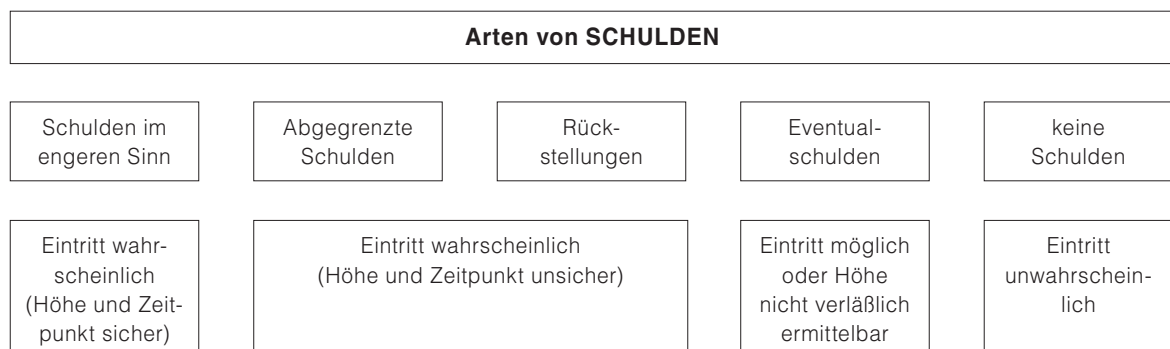 Arten von SCHULDEN
Schulden im
engeren Sinn
Abgegrenzte
Schulden
Rück-
stellungen
Eventual-
schulden
keine
Schulden
Eintritt wahr-
scheinlich
(Höhe und Zeit-
punkt sicher)
Eintritt wahrscheinlich
(Höhe und Zeitpunkt unsicher)
Eintritt möglich
oder Höhe
nicht verläßlich
ermittelbar
Eintritt
unwahrschein-
lich